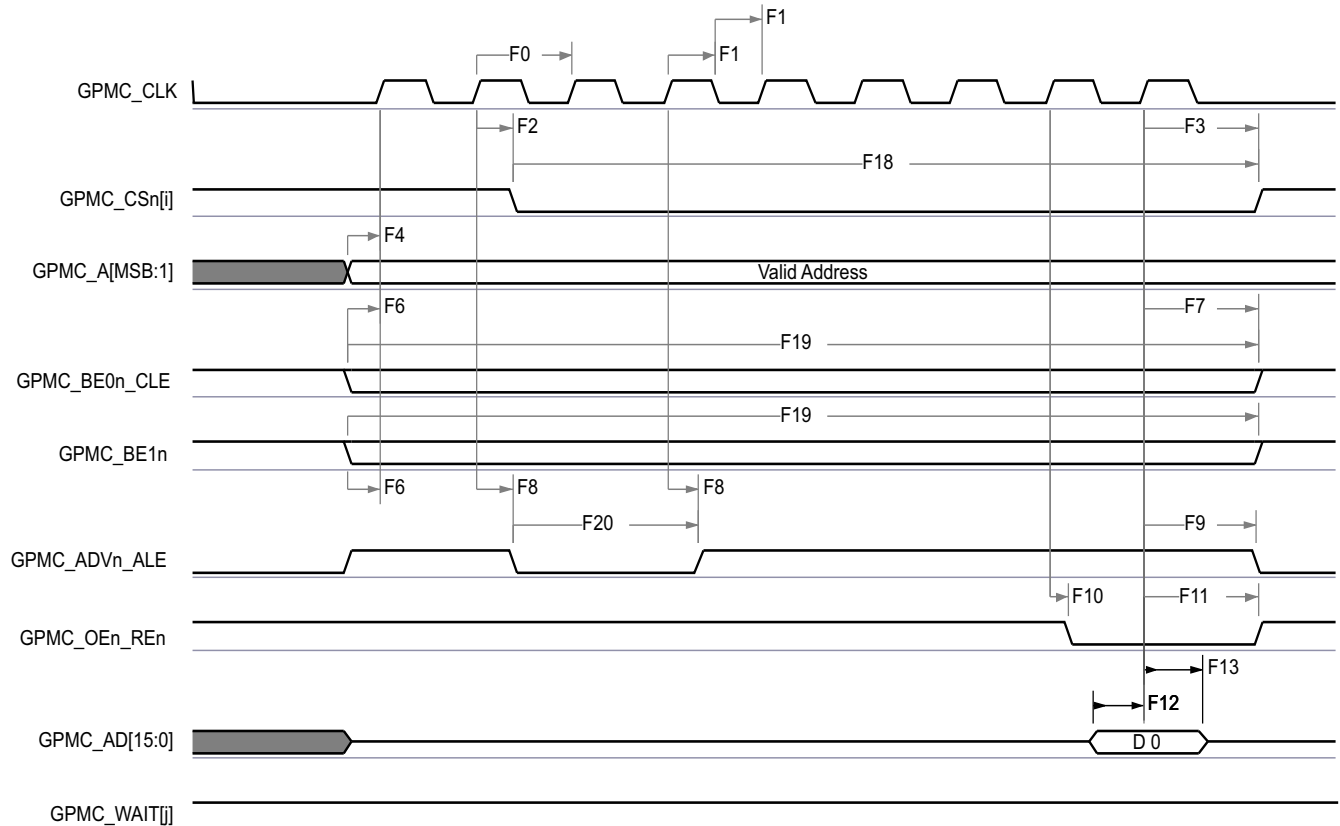 F1
F0
F1
GPMC_CLK
F2
F3
F18
GPMC_CSn[i]
F4
GPMC_A[MSB:1]
Valid Address
F6
F7
F19
GPMC_BE0n_CLE
F19
GPMC_BE1n
F6
F8
F8
F20
F9
GPMC_ADVn_ALE
F10
F11
GPMC_OEn_REn
F13
F12
GPMC_AD[15:0]
D 0
GPMC_WAIT[j]